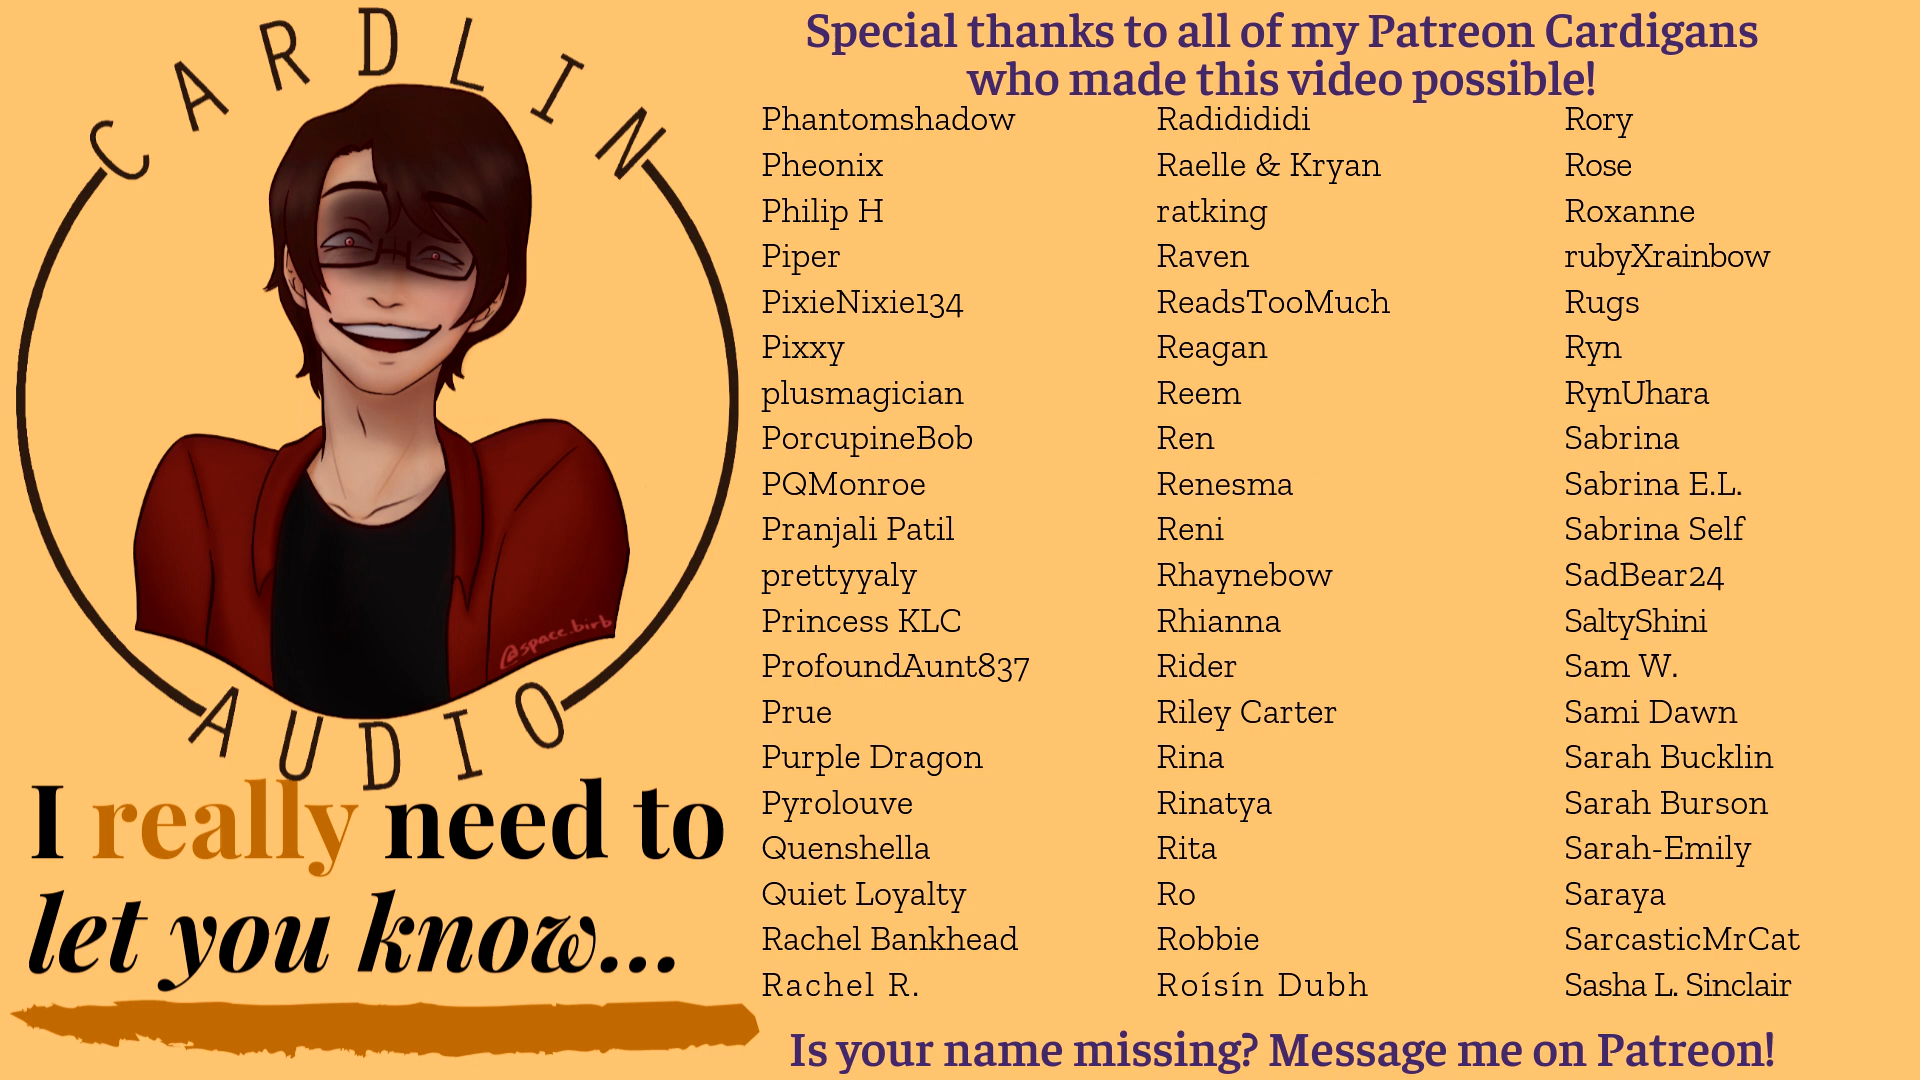 CARDLIN
AUDIO
@space.birb
I really need to
let you know...
Special thanks to all of my Patreon Cardigans
who made this video possible!
Phantomshadow
Pheonix
Philip H
Piper
PixieNixie134
Pixxy
plusmagician
PorcupineBob
PQMonroe
Pranjali Patil
prettyyaly
Princess KLC
ProfoundAunt837
Prue
Purple Dragon
Pyrolouve
Quenshella
Quiet Loyalty
Rachel Bankhead
Rachel R.
Radidididi
Raelle & Kryan
ratking
Raven
ReadsTooMuch
Reagan
Reem
Ren
Renesma
Reni
Rhaynebow
Rhianna
Rider
Riley Carter
Rina
Rinatya
Rita
Ro
Robbie
Roísín Dubh
Rory
Rose
Roxanne
rubyXrainbow
Rugs
Ryn
RynUhara
Sabrina
Sabrina E.L.
Sabrina Self
SadBear24
SaltyShini
Sam W.
Sami Dawn
Sarah Bucklin
Sarah Burson
Sarah-Emily
Saraya
SarcasticMrCat
Sasha L. Sinclair
Is your name missing? Message me on Patreon!